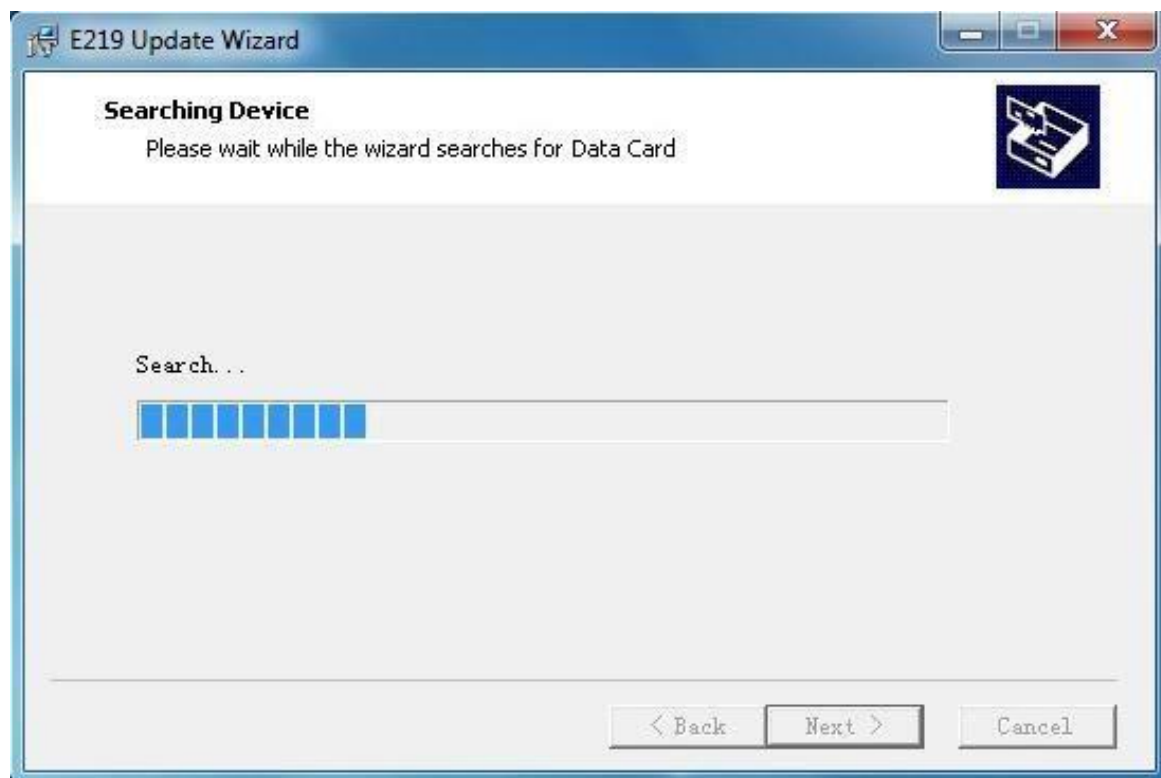 E219 Update Wizard
Searching Device
Please wait while the wizard searches for Data Card
Search...
< Back Next > Cancel